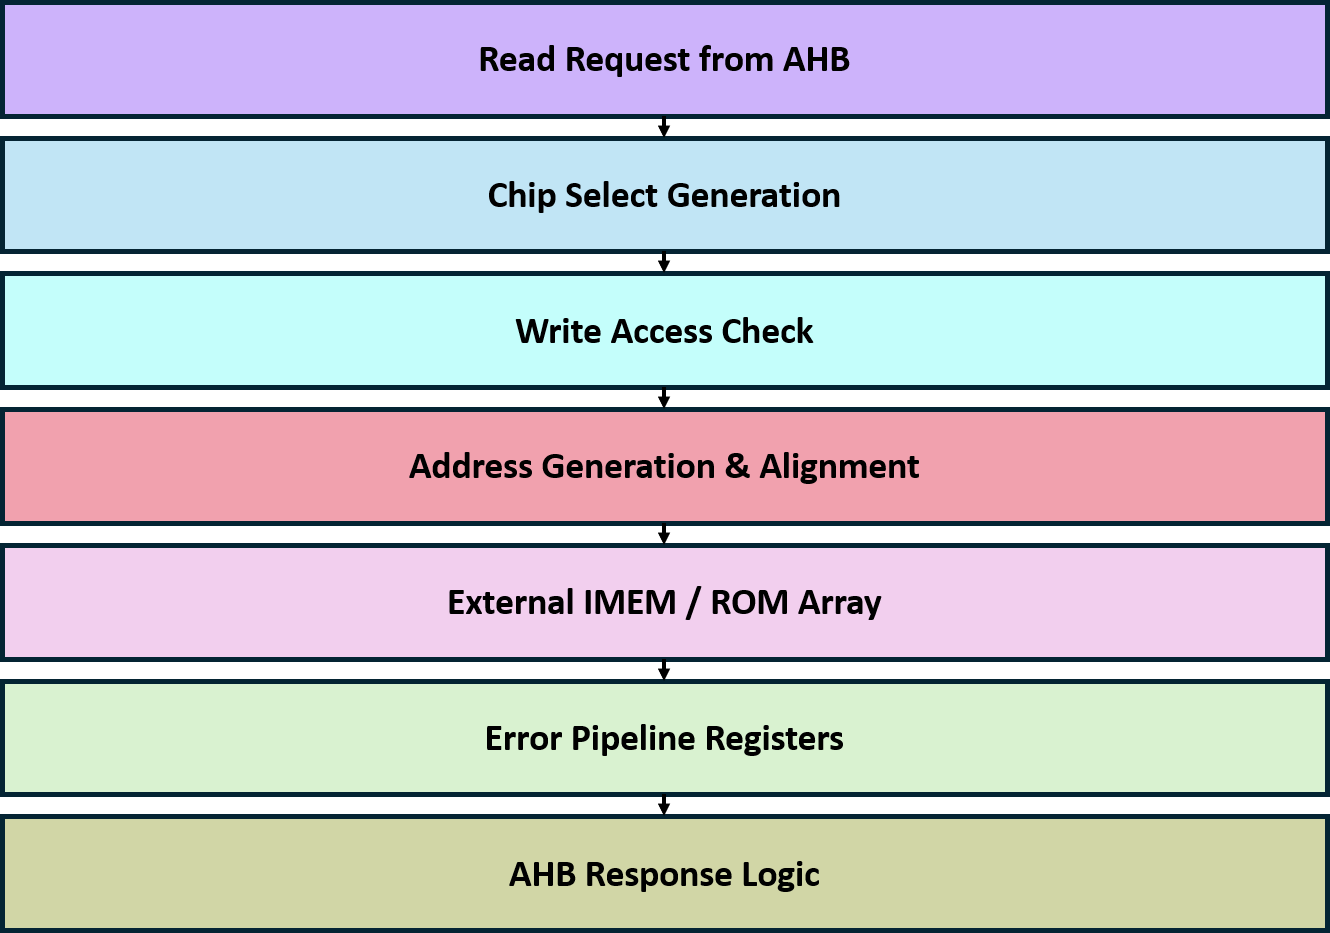 Read Request from AHB
Chip Select Generation
Write Access Check
Address Generation & Alignment
External IMEM / ROM Array
Error Pipeline Registers
AHB Response Logic